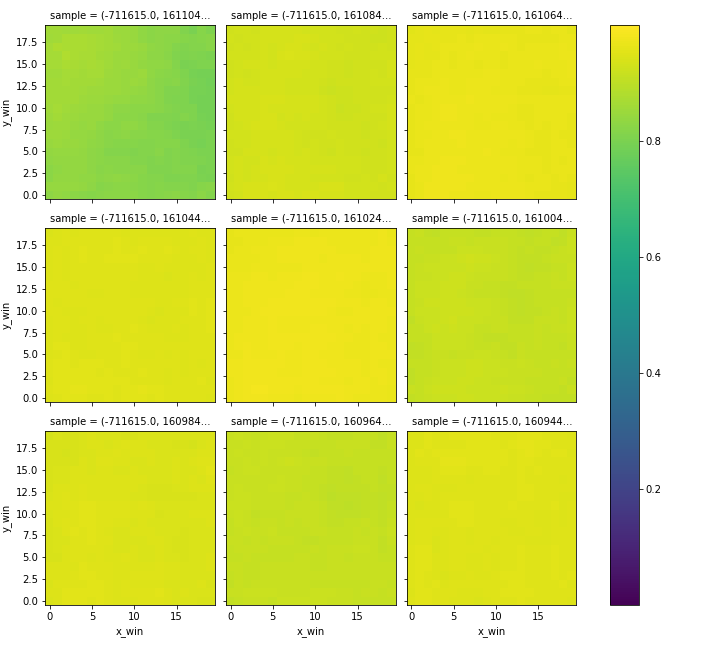 sample = (-711615.0, 161104...
sample = (-711615.0, 161084...
sample = (-711615.0, 161064...
17.5
15.0
12.5
10.0
7.5
5.0
2.5
0.0
y_win
sample = (-711615.0, 161044...
sample = (-711615.0, 161024...
sample = (-711615.0, 161004...
17.5
15.0
12.5
10.0
7.5
5.0
2.5
0.0
y_win
sample = (-711615.0, 160984...
sample = (-711615.0, 160964...
sample = (-711615.0, 160944...
17.5
15.0
12.5
10.0
7.5
5.0
2.5
0.0
y_win
0 5 10 15
x_win
0 5 10 15
x_win
0 5 10 15
x_win
0.8
0.6
0.4
0.2